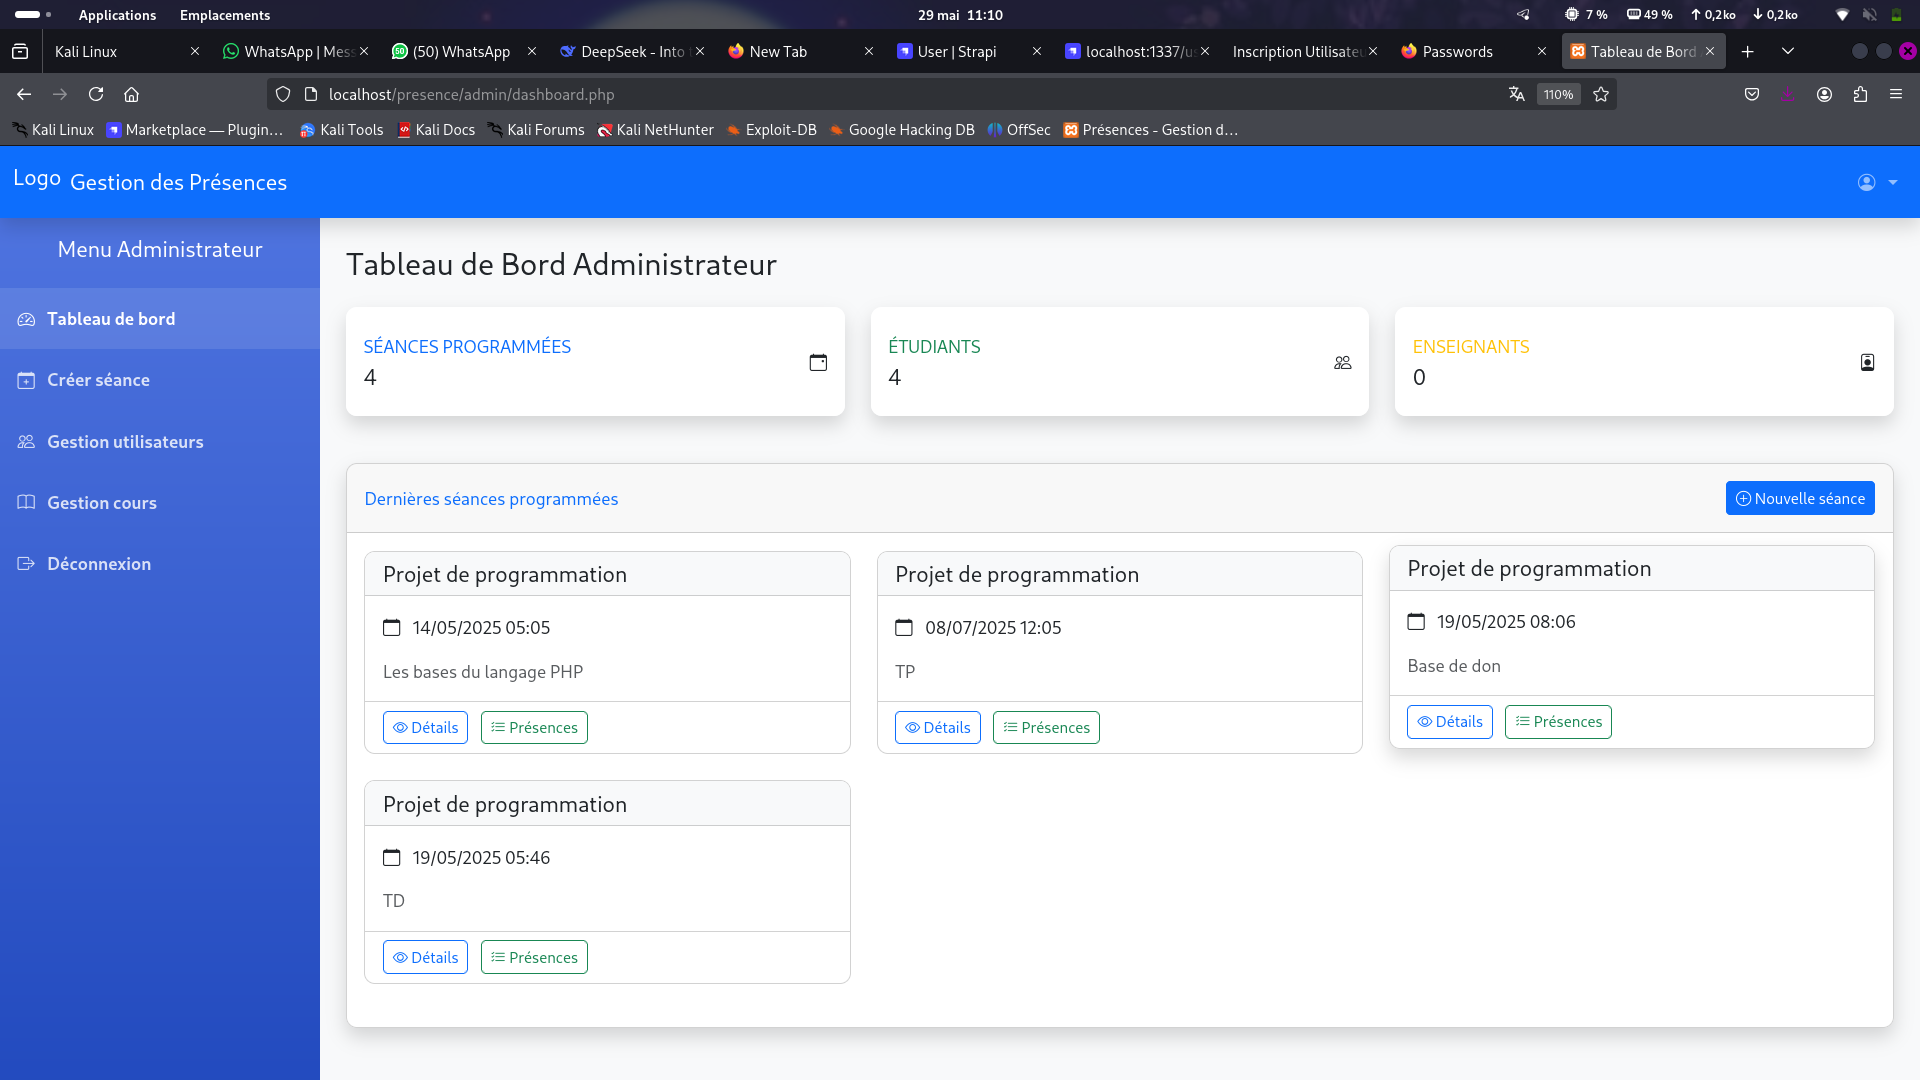 Applications Emplacements 29 mai 11:10 7 % 49 % 0,2ko 0,2ko
Kali Linux WhatsApp | Mess (50) WhatsApp DeepSeek - Into New Tab User | Strapi localhost:1337/us Inscription Utilisateu Passwords Tableau de Bord
localhost/presence/admin/dashboard.php 110%
Kali Linux Marketplace — Plugin… Kali Tools Kali Docs Kali Forums Kali NetHunter Exploit-DB Google Hacking DB OffSec Présences - Gestion d…
Logo Gestion des Présences
Menu Administrateur
Tableau de bord
Créer séance
Gestion utilisateurs
Gestion cours
Déconnexion
Tableau de Bord Administrateur
SÉANCES PROGRAMMÉES
4
ÉTUDIANTS
4
ENSEIGNANTS
0
Dernières séances programmées
Nouvelle séance
Projet de programmation
14/05/2025 05:05
Les bases du langage PHP
Détails Présences
Projet de programmation
08/07/2025 12:05
TP
Détails Présences
Projet de programmation
19/05/2025 08:06
Base de don
Détails Présences
Projet de programmation
19/05/2025 05:46
TD
Détails Présences